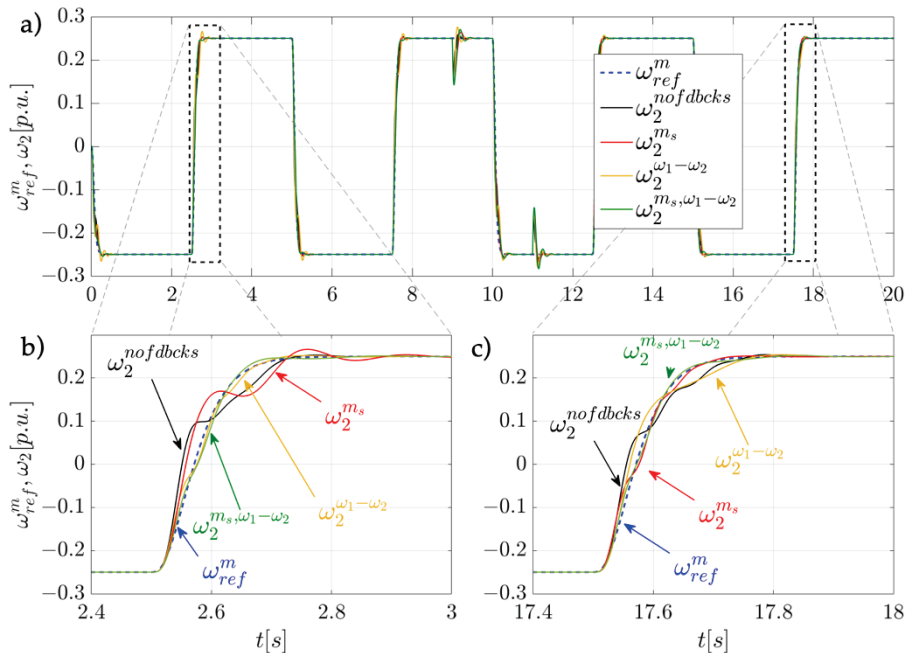 a)
0.3
0.2
0.1
0
−0.1
−0.2
−0.3
ω_ref^m, ω_2[p.u.]
ω_ref^m
ω_2^nofdbcks
ω_2^m_s
ω_2^ω_1−ω_2
ω_2^m_s,ω_1−ω_2
0 2 4 6 8 10 12 14 16 18 20
b)
0.2
0.1
0
−0.1
−0.2
−0.3
ω_ref^m, ω_2[p.u.]
ω_2^nofdbcks
ω_2^m_s
ω_2^m_s,ω_1−ω_2
ω_2^ω_1−ω_2
ω_ref^m
2.4 2.6 2.8 3
t[s]
c)
0.2
0.1
0
−0.1
−0.2
−0.3
ω_2^m_s,ω_1−ω_2
ω_2^nofdbcks
ω_2^ω_1−ω_2
ω_2^m_s
ω_ref^m
17.4 17.6 17.8 18
t[s]